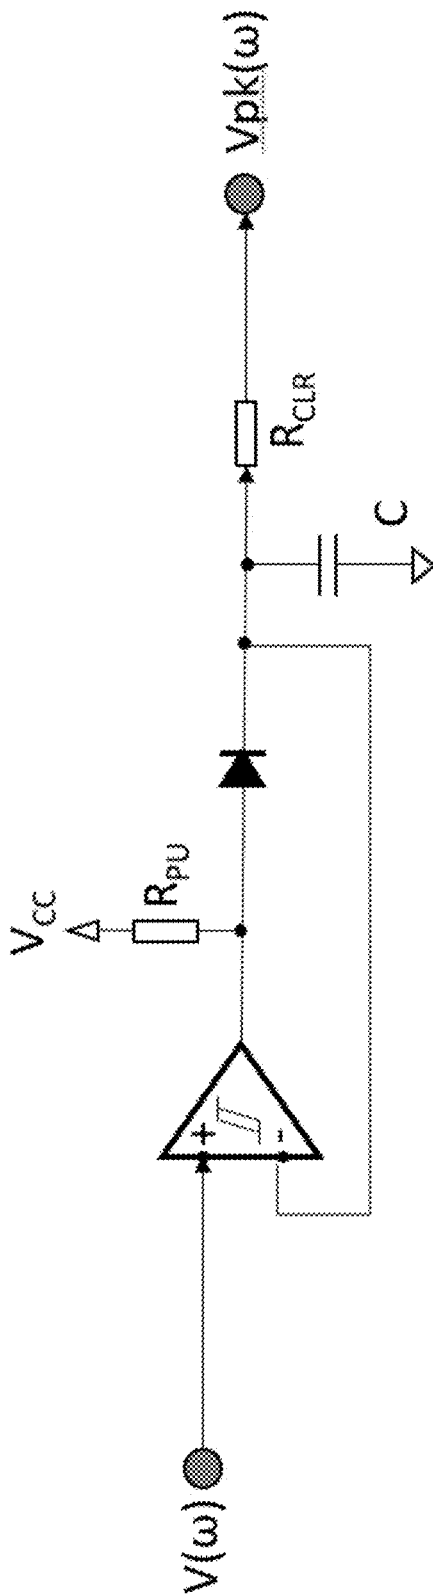 V(ω)
+
-
V_CC
R_PU
C
R_CLR
Vpk(ω)